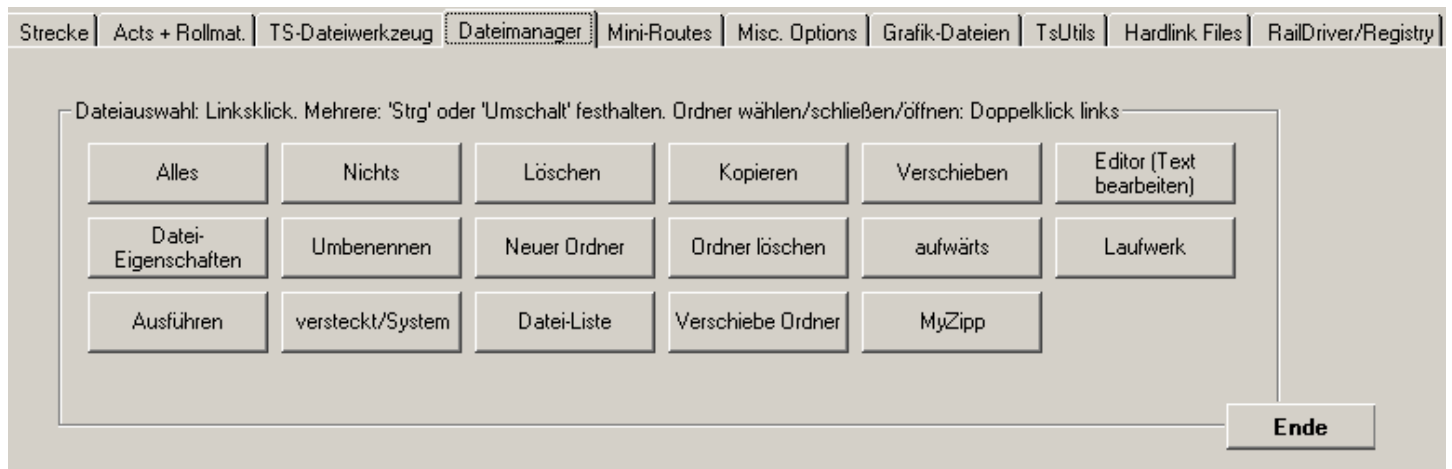 Strecke Acts + Rollmat. TS-Dateiwerkzeug Dateimanager Mini-Routes Misc. Options Grafik-Dateien TsUtils Hardlink Files RailDriver/Registry
Dateiauswahl: Linksklick. Mehrere: 'Strg' oder 'Umschalt' festhalten. Ordner wählen/schließen/öffnen: Doppelklick links
Alles Nichts Löschen Kopieren Verschieben Editor (Text
bearbeiten)
Datei-
Eigenschaften Umbenennen Neuer Ordner Ordner löschen aufwärts Laufwerk
Ausführen versteckt/System Datei-Liste Verschiebe Ordner MyZipp
Ende